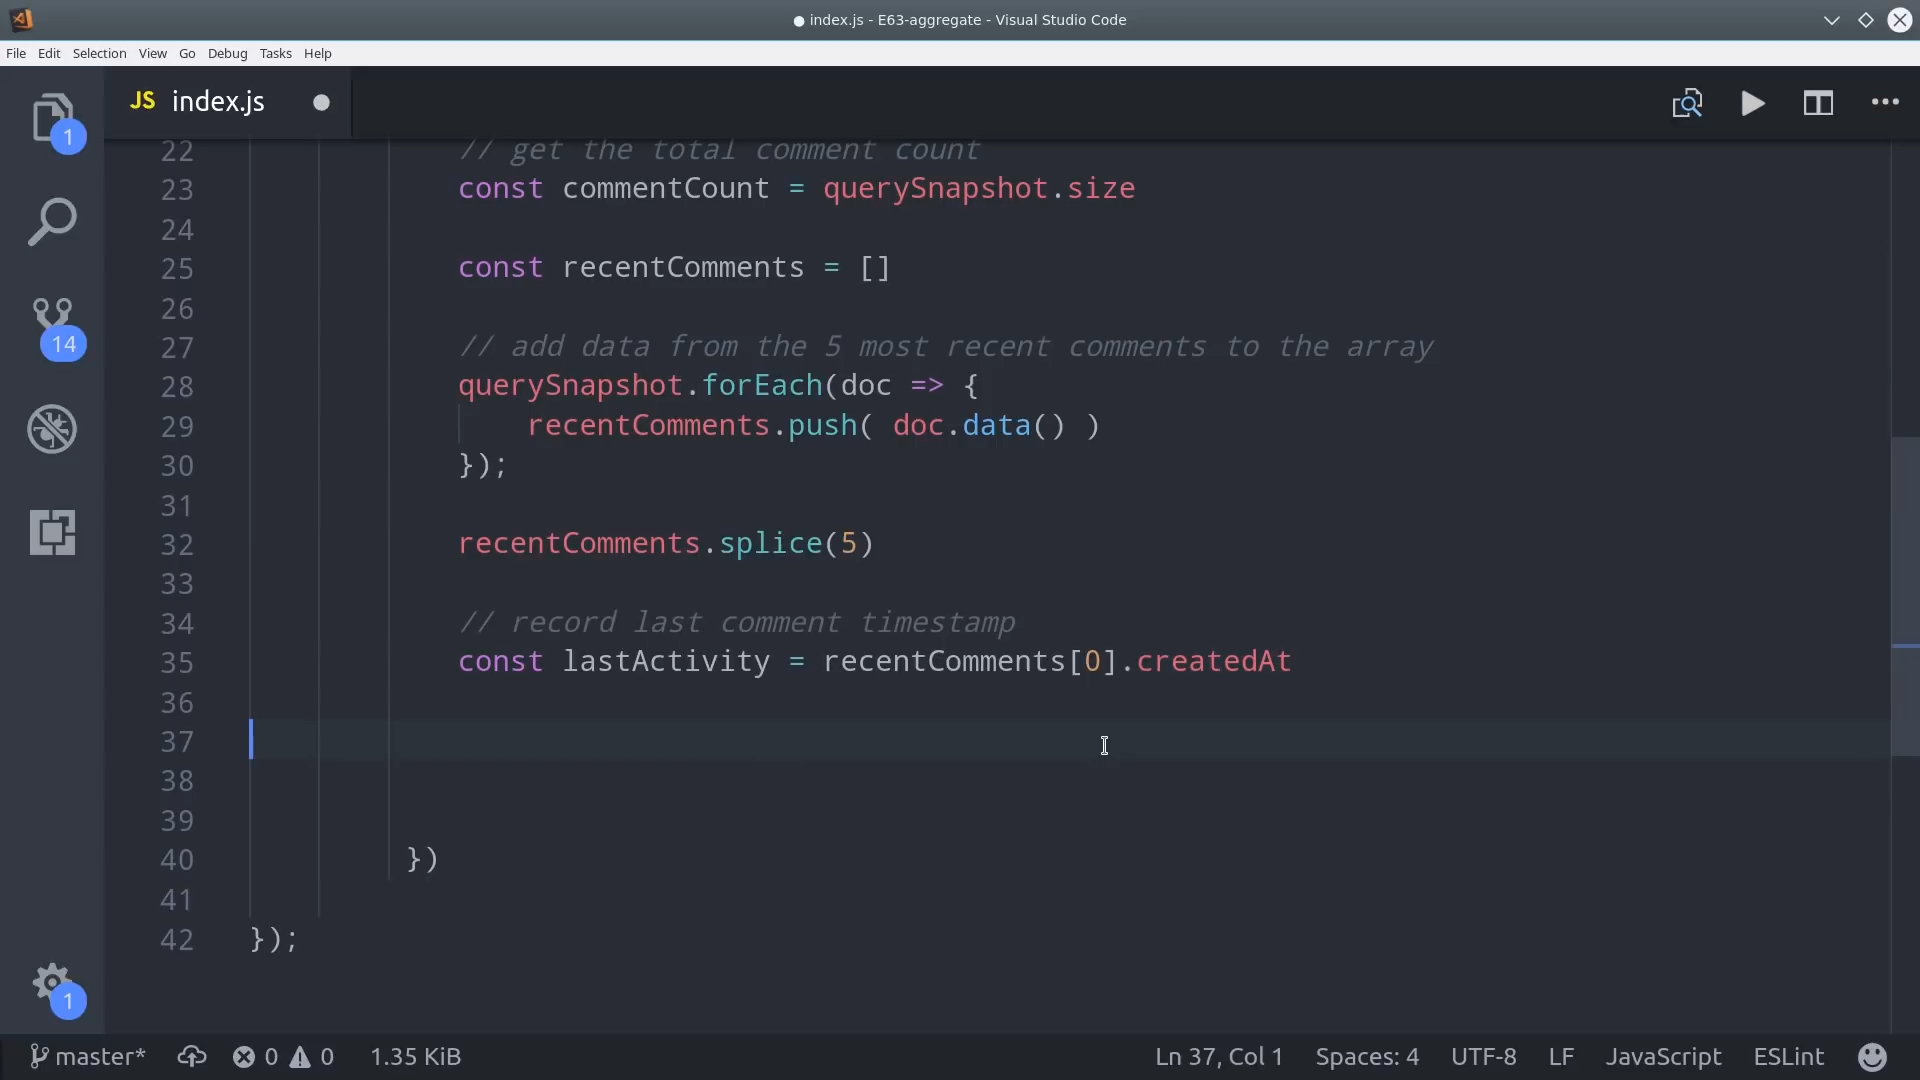 ● index.js - E63-aggregate - Visual Studio Code
File Edit Selection View Go Debug Tasks Help
JS index.js ●
1
14
1
22 // get the total comment count
23 const commentCount = querySnapshot.size
24
25 const recentComments = []
26
27 // add data from the 5 most recent comments to the array
28 querySnapshot.forEach(doc => {
29 recentComments.push( doc.data() )
30 });
31
32 recentComments.splice(5)
33
34 // record last comment timestamp
35 const lastActivity = recentComments[0].createdAt
36
37
38
39
40 })
41
42 });
master* 0 0 1.35 KiB Ln 37, Col 1 Spaces: 4 UTF-8 LF JavaScript ESLint